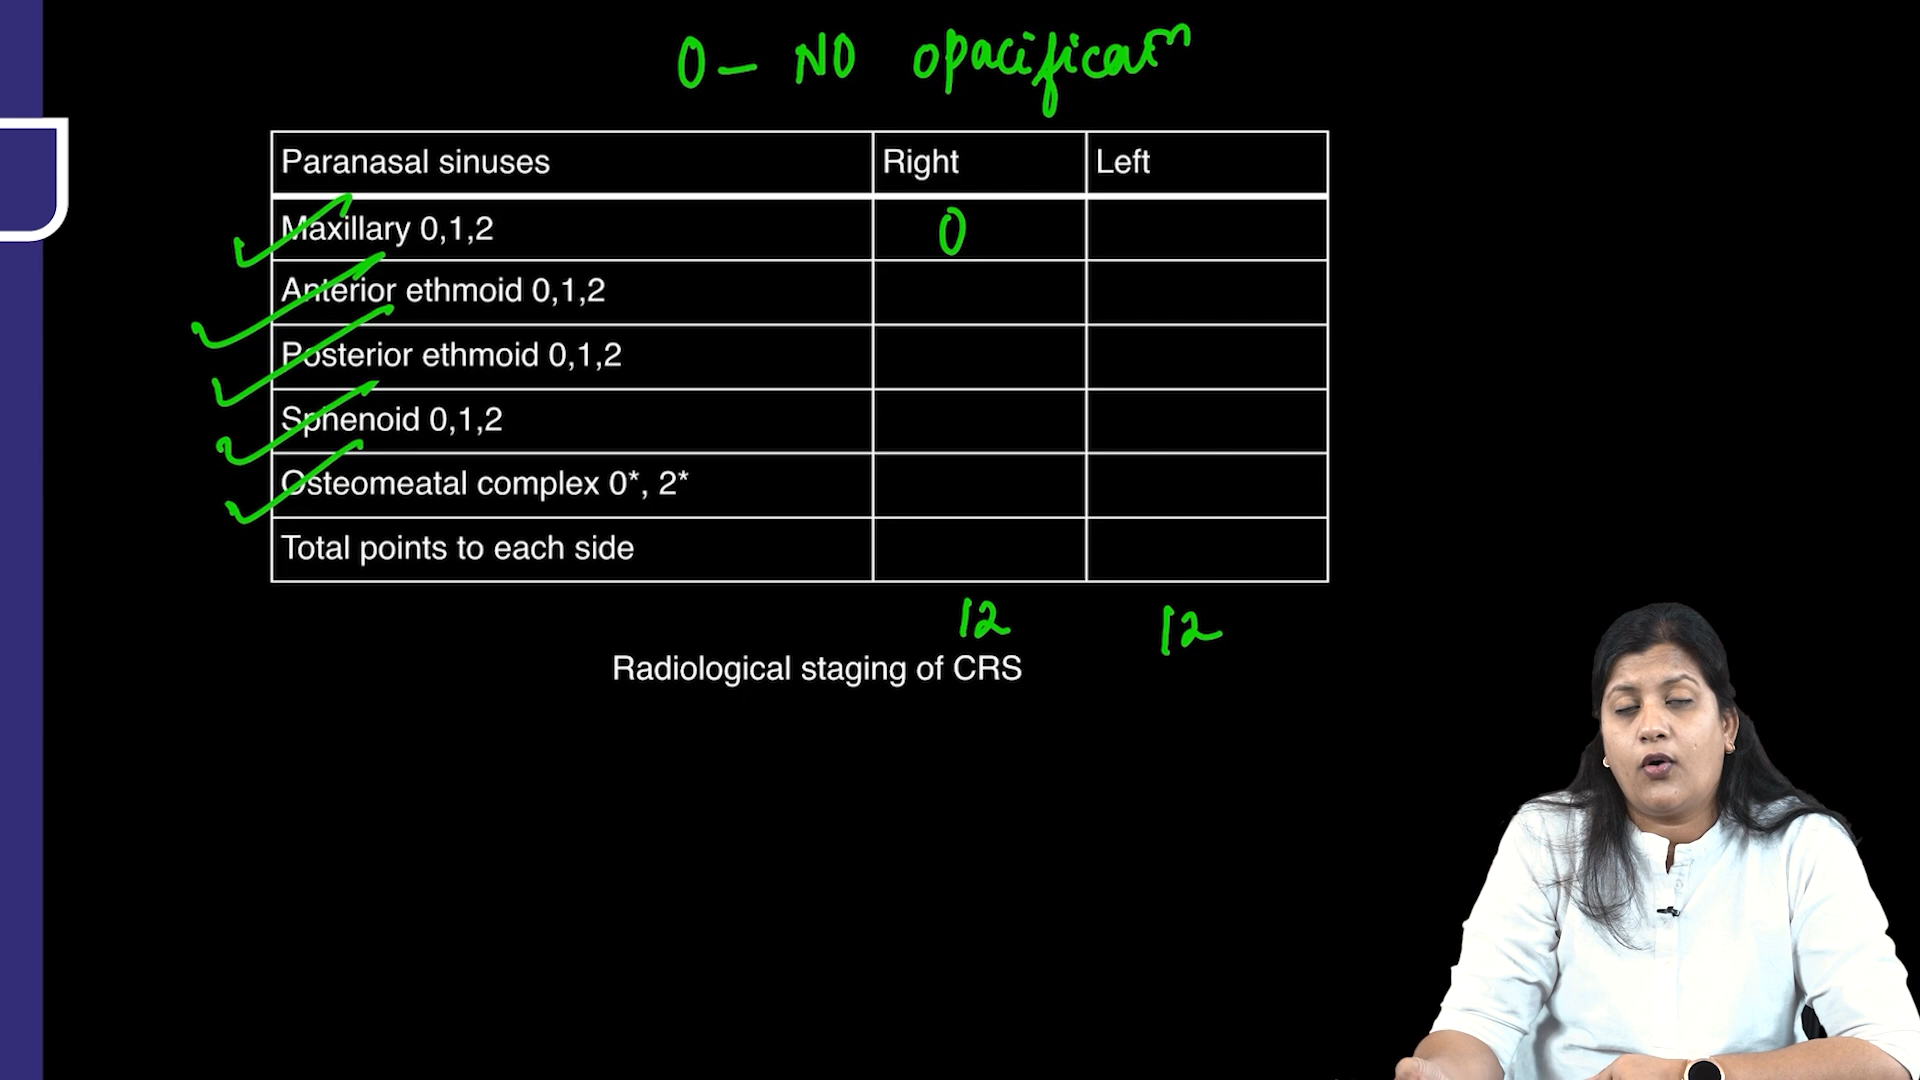 0 - NO opacificatn
Paranasal sinuses Right Left
Maxillary 0,1,2 0
Anterior ethmoid 0,1,2
Posterior ethmoid 0,1,2
Sphenoid 0,1,2
Osteomeatal complex 0*, 2*
Total points to each side
12 12
Radiological staging of CRS